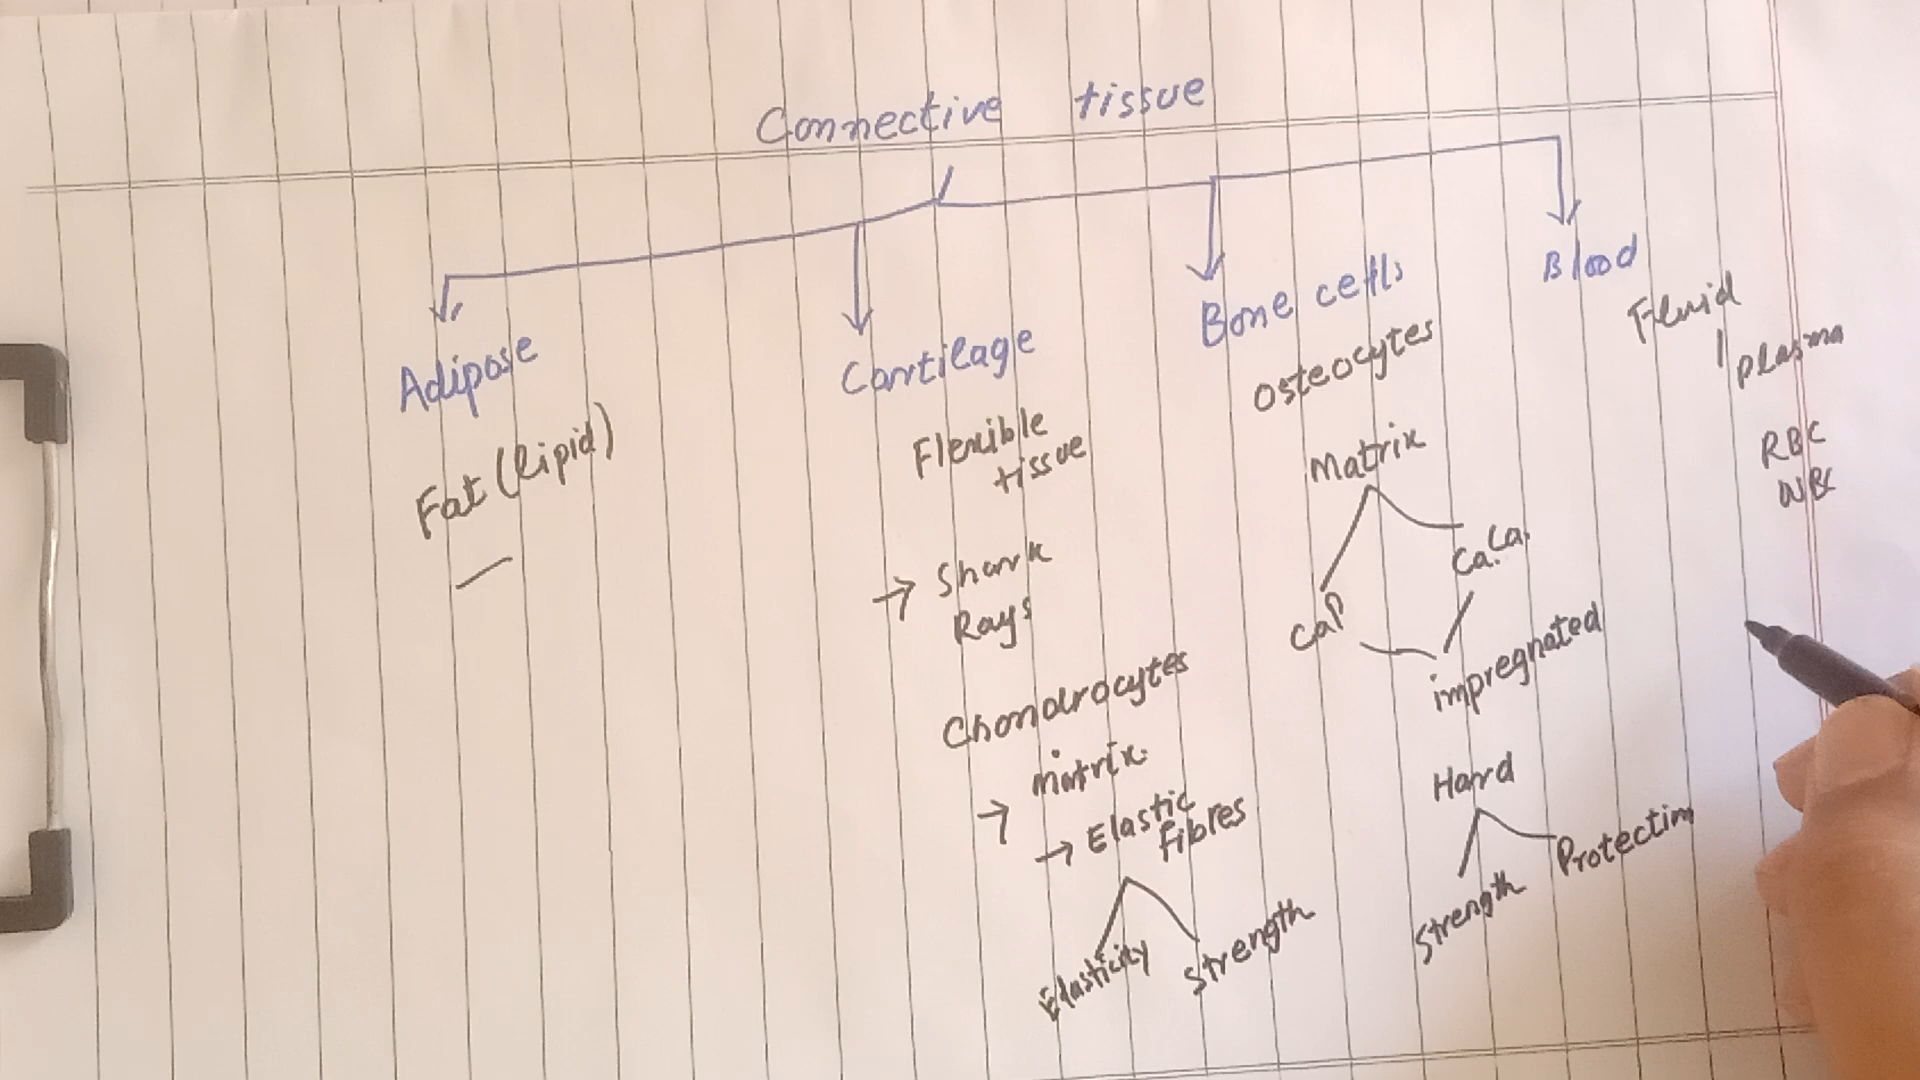 Connective tissue
Adipose
Fat (lipid)
Cartilage
Flexible
tissue
→ Shark
Rays
Chondrocytes
→ matrix
→ Elastic
fibres
Elasticity
Strength
Bone cells
Osteocytes
Matrix
CaP
impregnated
Hard
Strength
Protection
Blood
Fluid
plasma
RBC
WBC